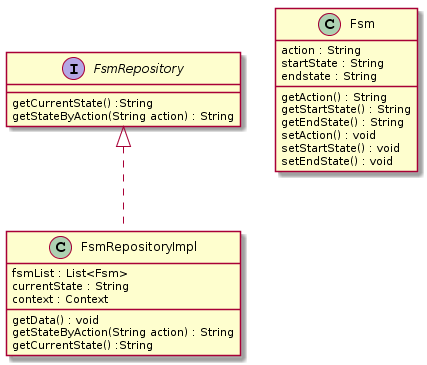 I FsmRepository
getCurrentState() :String
getStateByAction(String action) : String
C Fsm
action : String
startState : String
endstate : String
getAction() : String
getStartState() : String
getEndState() : String
setAction() : void
setStartState() : void
setEndState() : void
C FsmRepositoryImpl
fsmList : List<Fsm>
currentState : String
context : Context
getData() : void
getStateByAction(String action) : String
getCurrentState() :String